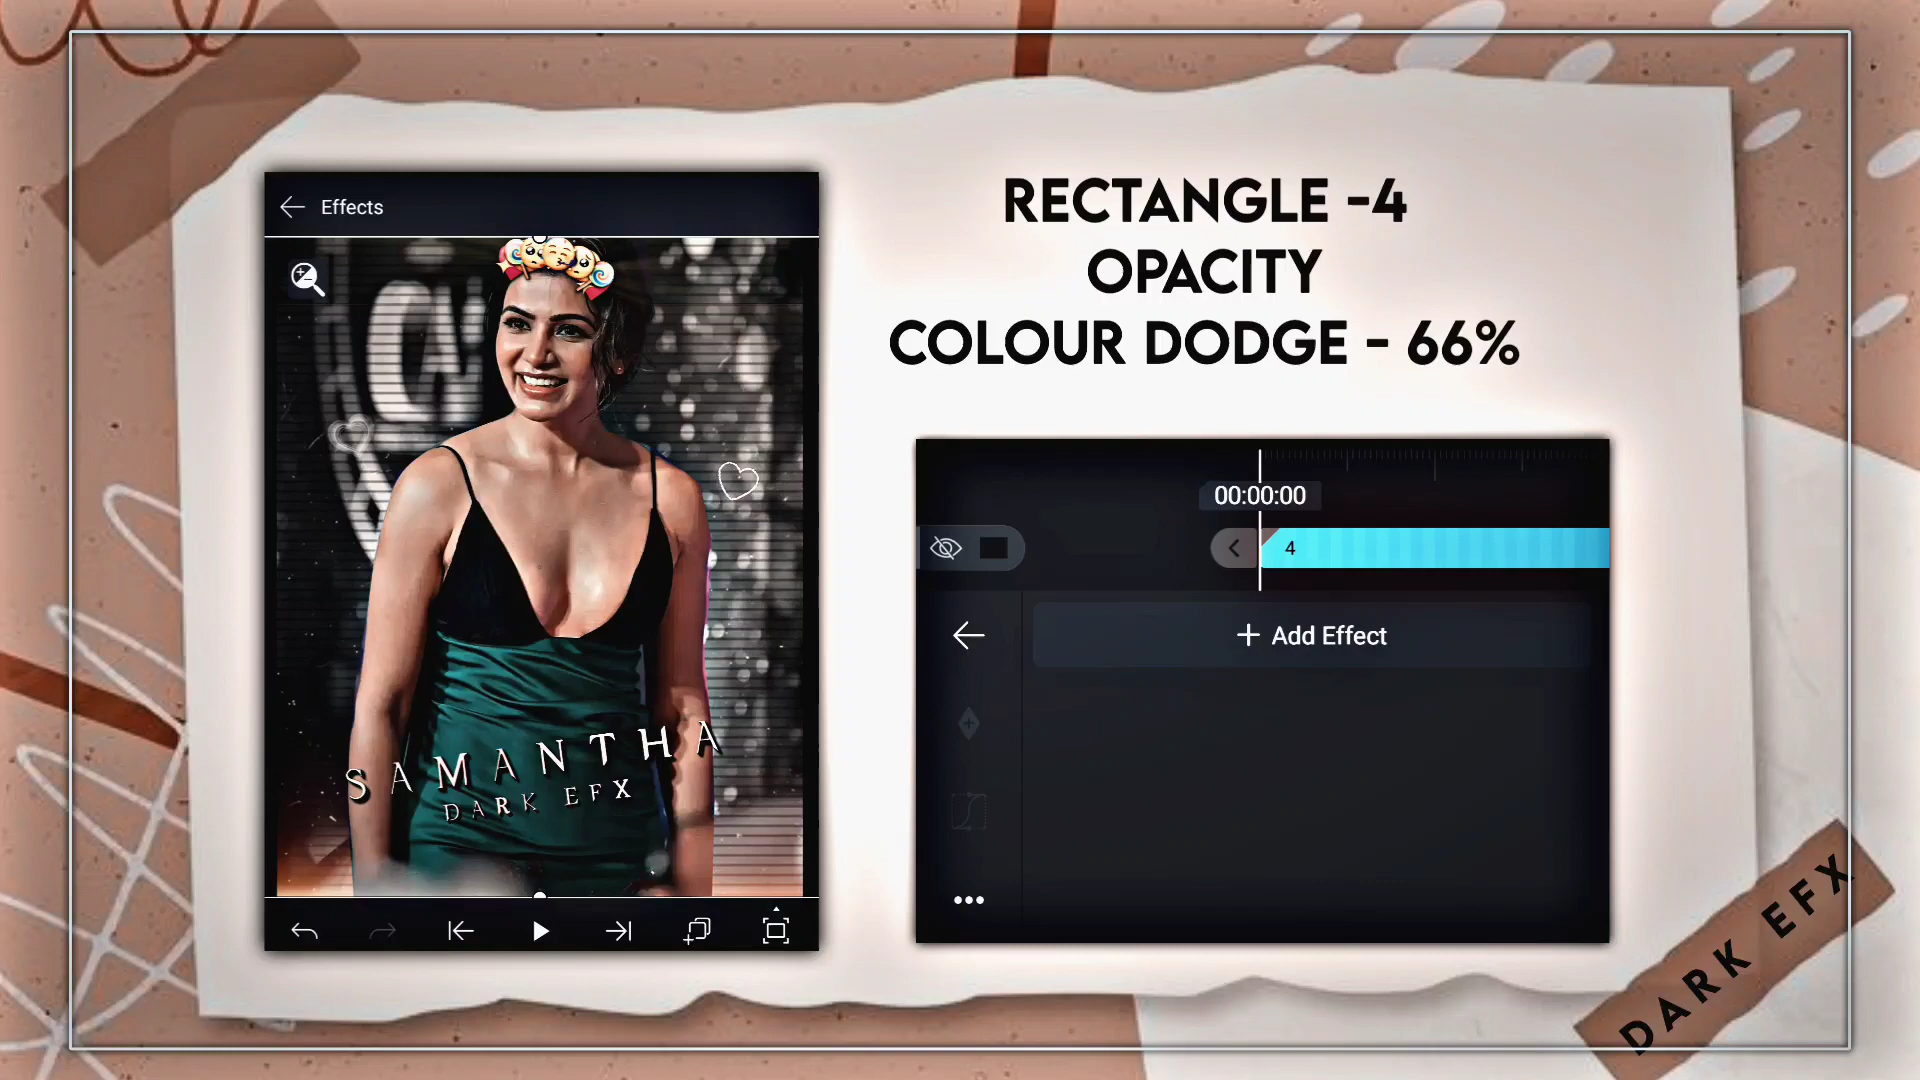 Effects
SAMANTHA
DARK EFX
RECTANGLE -4
OPACITY
COLOUR DODGE - 66%
00:00:00
4
+ Add Effect
DARK EFX